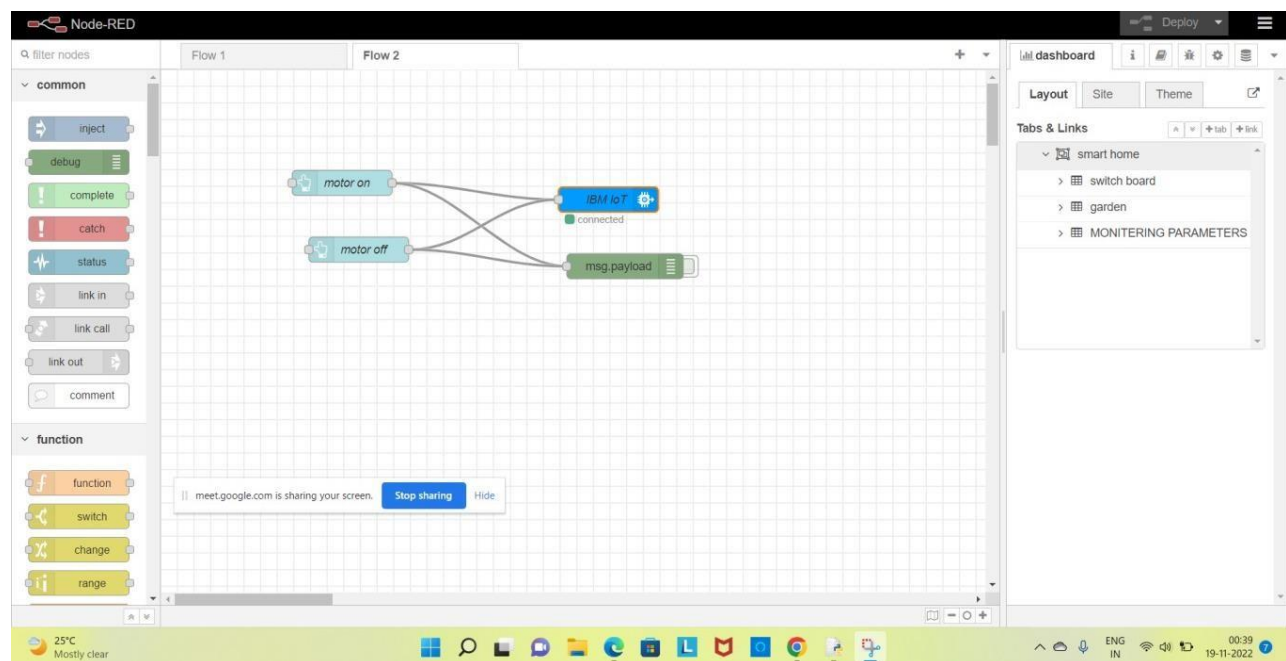 Node-RED
Deploy
filter nodes
Flow 1
Flow 2
dashboard
i
common
inject
debug
complete
catch
status
link in
link call
link out
comment
function
function
switch
change
range
motor on
motor off
IBM IoT
connected
msg.payload
meet.google.com is sharing your screen. Stop sharing Hide
Layout Site Theme
Tabs & Links
+ tab + link
smart home
switch board
garden
MONITERING PARAMETERS
25°C
Mostly clear
ENG
IN
00:39
19-11-2022
7